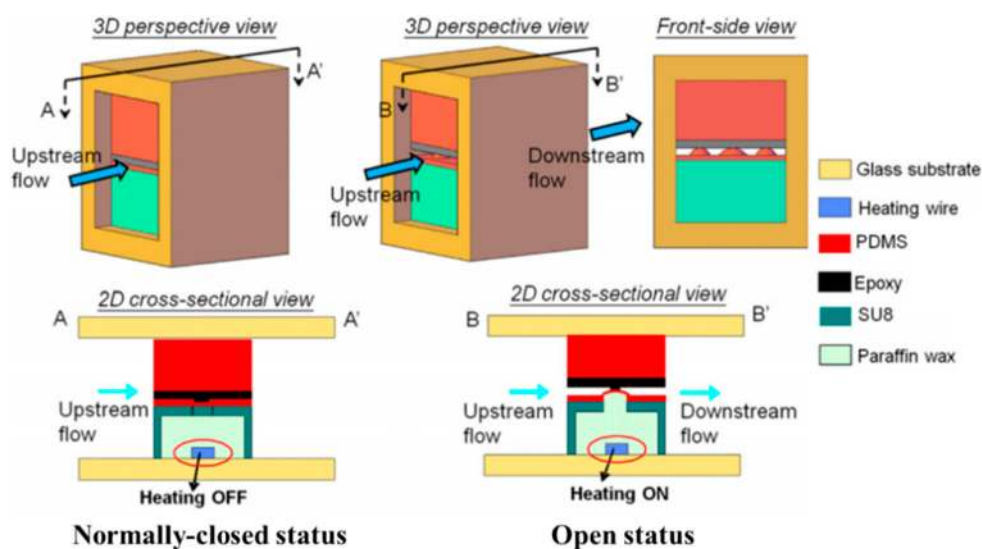 3D perspective view
3D perspective view
Front-side view
A'
A
B'
B
Upstream
flow
Upstream
flow
Downstream
flow
Glass substrate
Heating wire
PDMS
Epoxy
SU8
Paraffin wax
2D cross-sectional view
A
A'
Upstream
flow
Heating OFF
Normally-closed status
2D cross-sectional view
B
B'
Upstream
flow
Downstream
flow
Heating ON
Open status